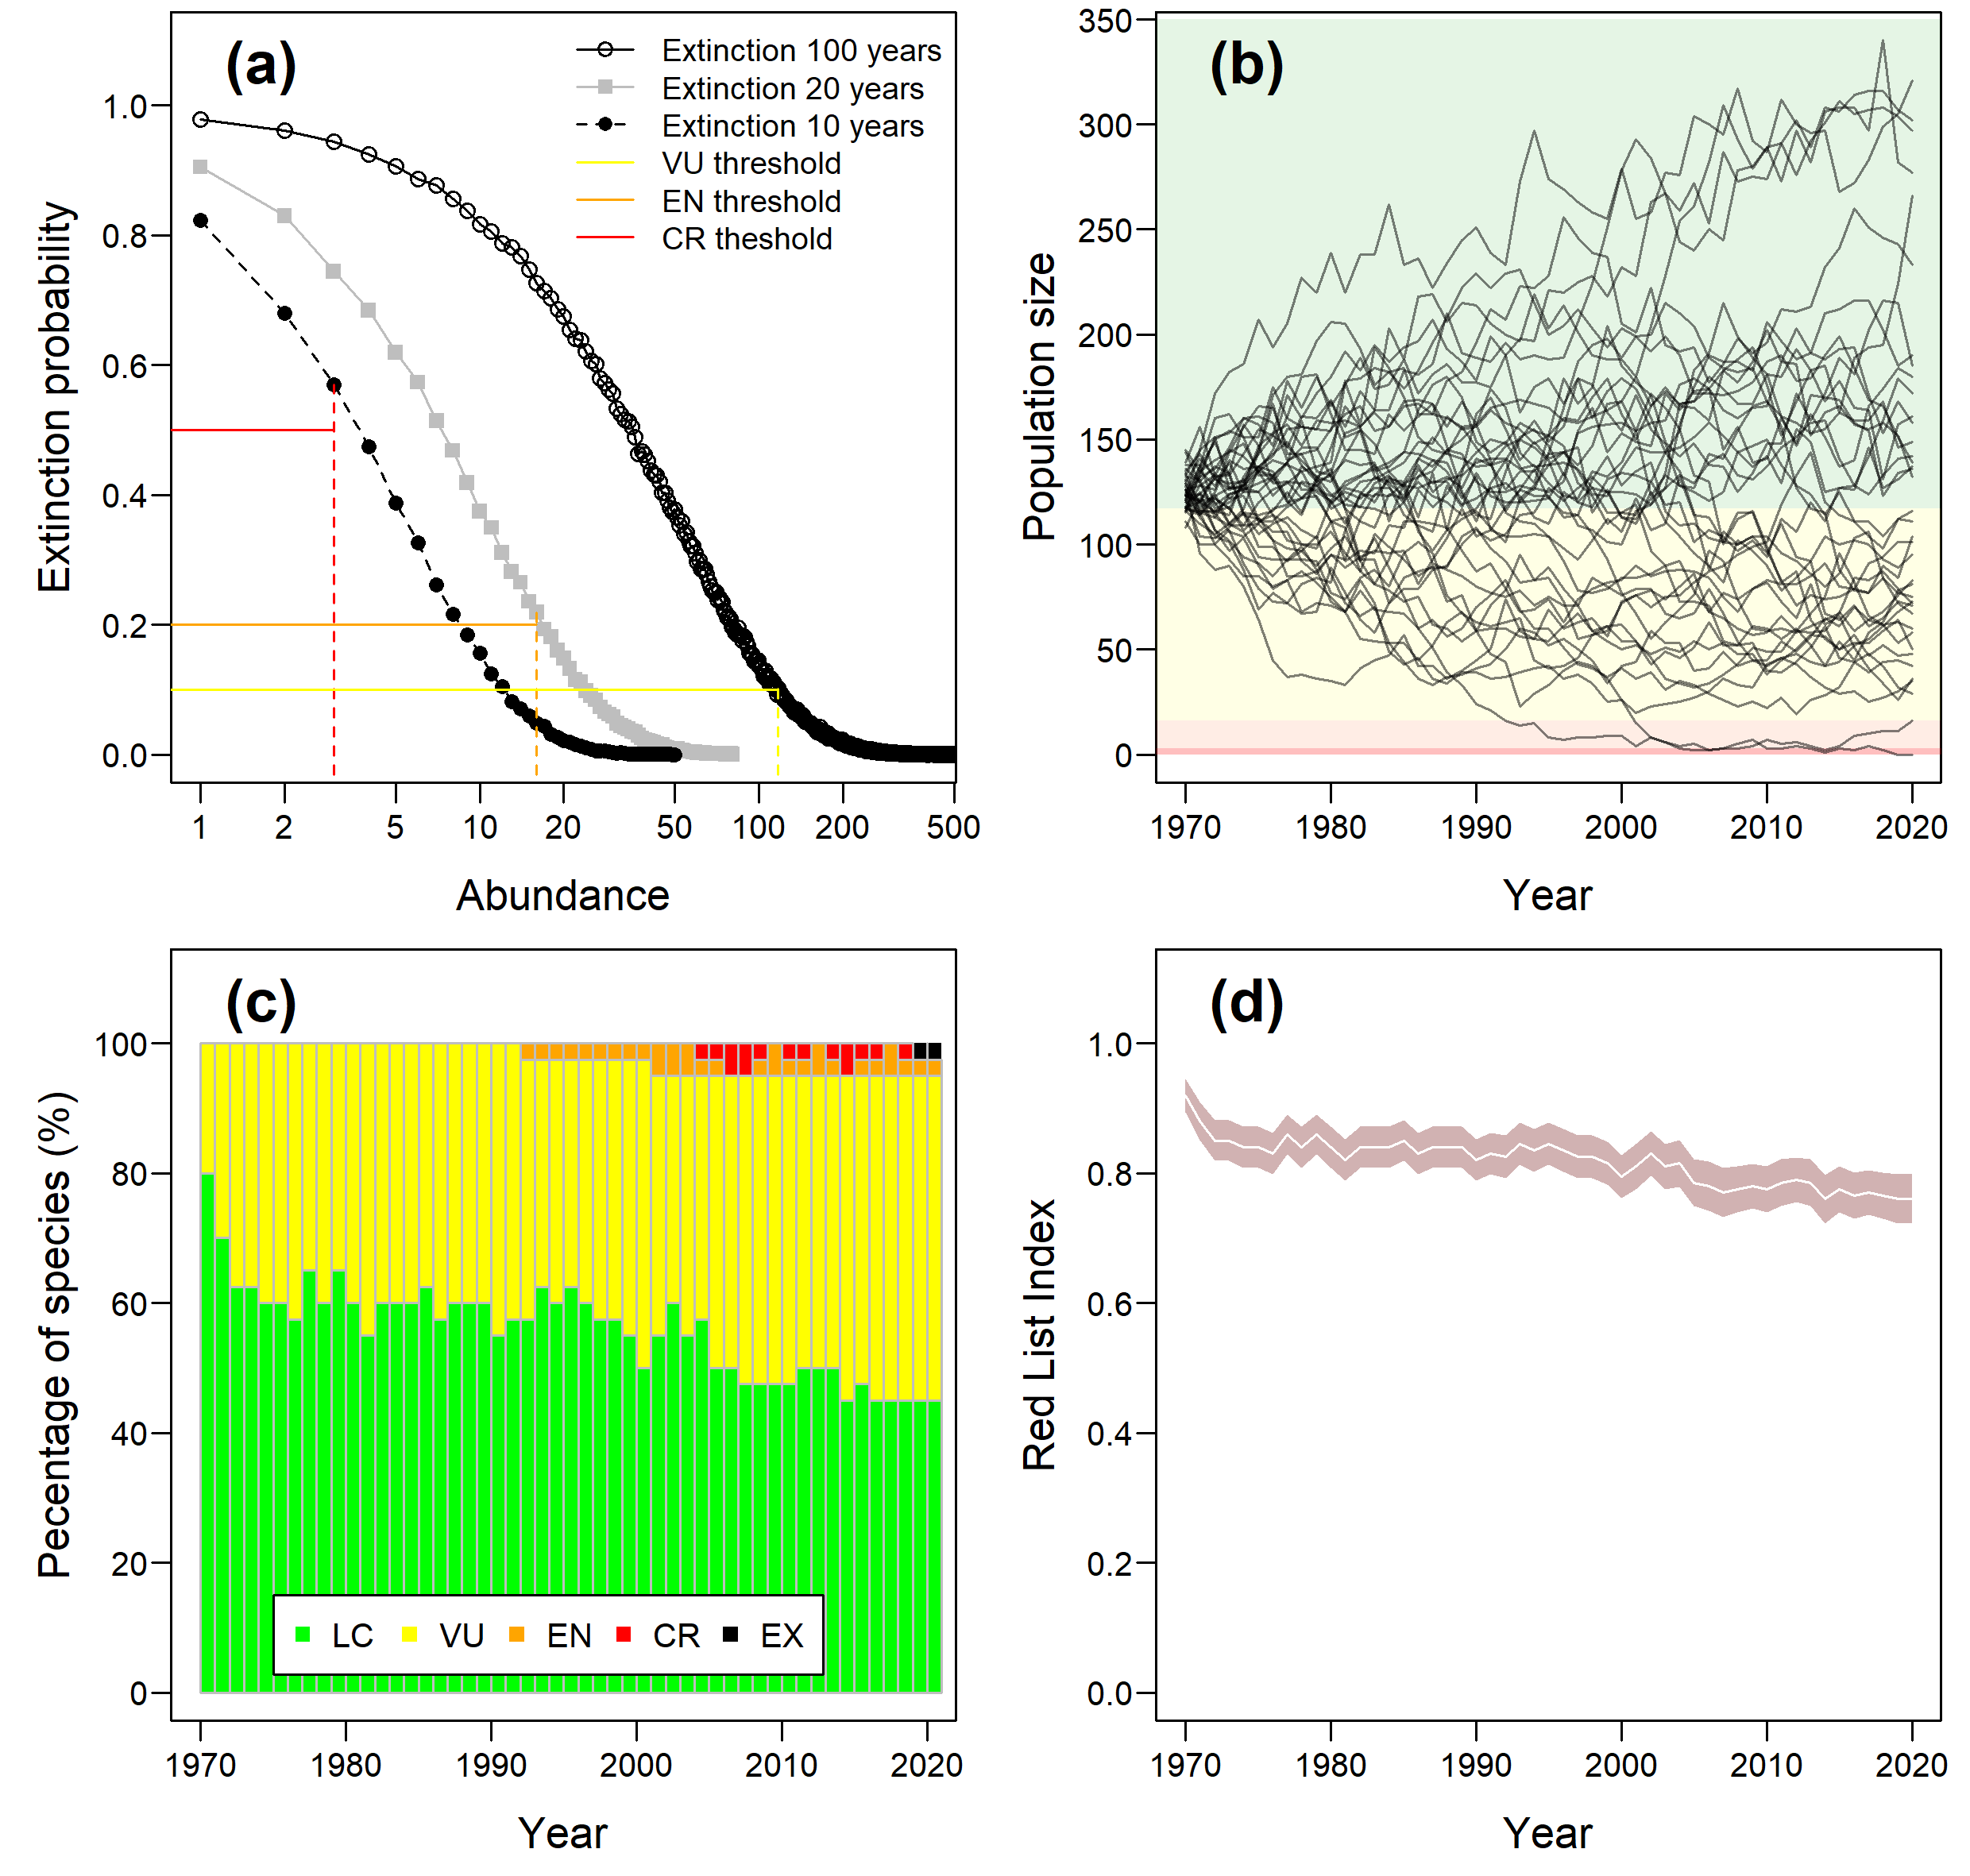 (a)
Extinction 100 years
Extinction 20 years
Extinction 10 years
VU threshold
EN threshold
CR theshold
Extinction probability
1.0
0.8
0.6
0.4
0.2
0.0
1 2 5 10 20 50 100 200 500
Abundance
(b)
Population size
350
300
250
200
150
100
50
0
1970 1980 1990 2000 2010 2020
Year
(c)
Pecentage of species (%)
100
80
60
40
20
0
LC VU EN CR EX
1970 1980 1990 2000 2010 2020
Year
(d)
Red List Index
1.0
0.8
0.6
0.4
0.2
0.0
1970 1980 1990 2000 2010 2020
Year